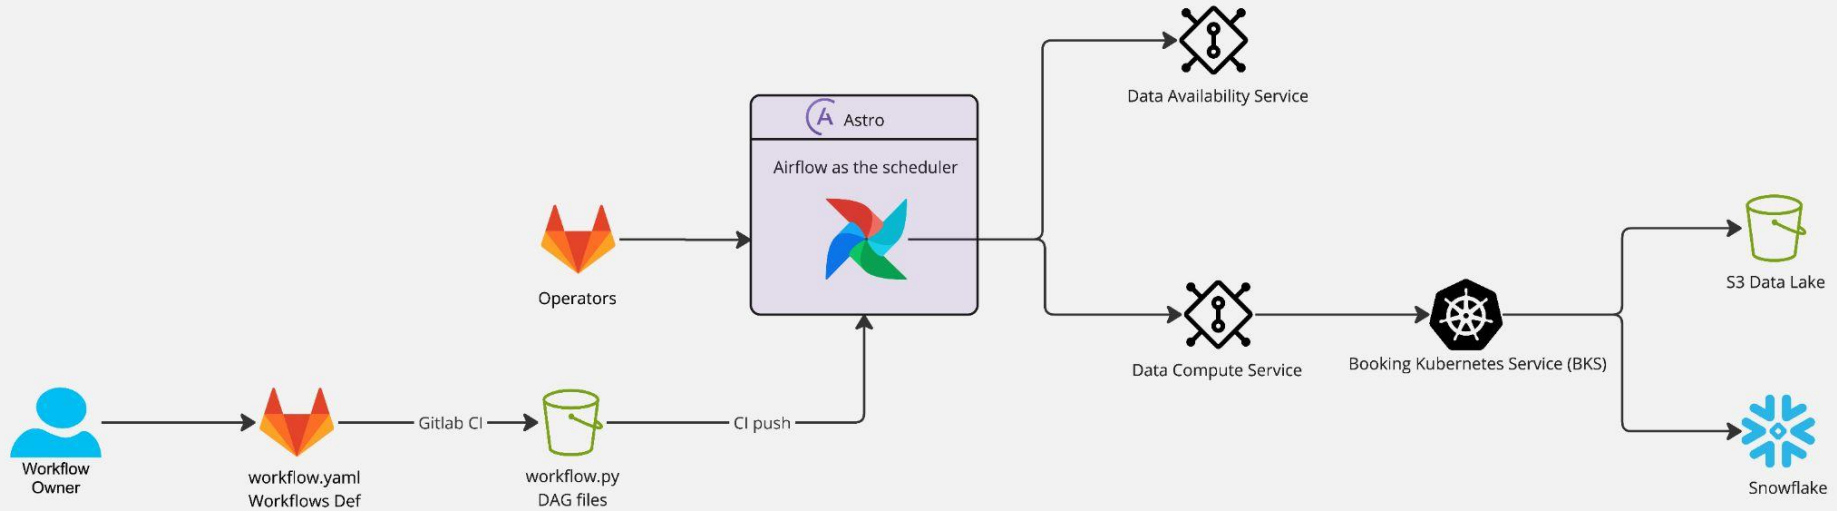 Data Availability Service
Astro
Airflow as the scheduler
Operators
S3 Data Lake
Data Compute Service
Booking Kubernetes Service (BKS)
Workflow
Owner
workflow.yaml
Workflows Def
Gitlab CI
workflow.py
DAG files
CI push
Snowflake